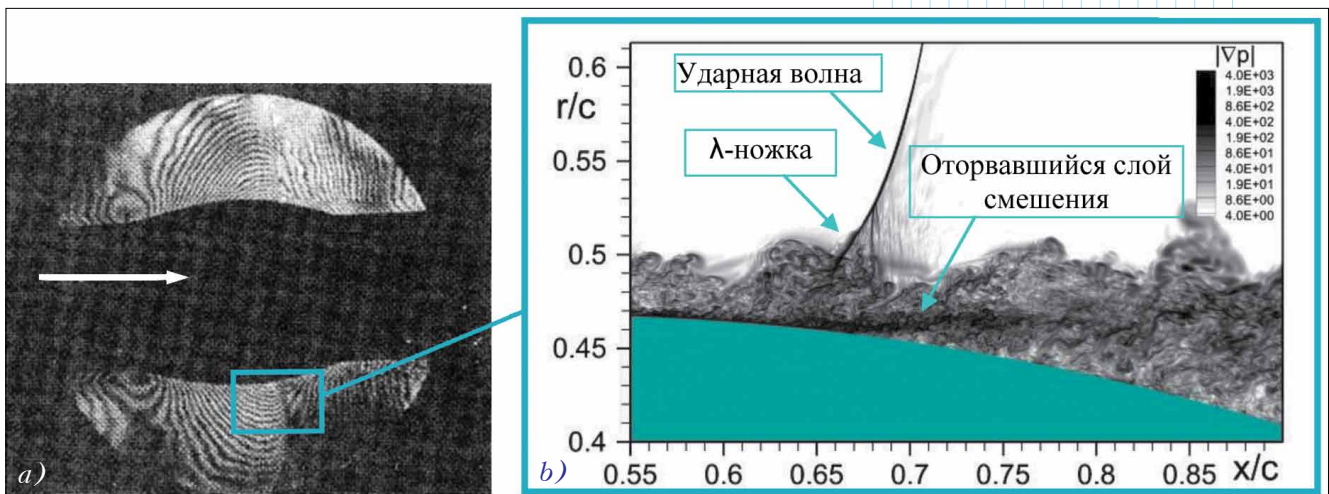 a)
Ударная волна
λ-ножка
Оторвавшийся слой
смешения
|∇p|
4.0E+03
1.9E+03
8.6E+02
4.0E+02
1.9E+02
8.6E+01
4.0E+01
1.9E+01
8.6E+00
4.0E+00
0.6
r/c
0.55
0.5
0.45
0.4
b)
0.55 0.6 0.65 0.7 0.75 0.8 0.85 x/c